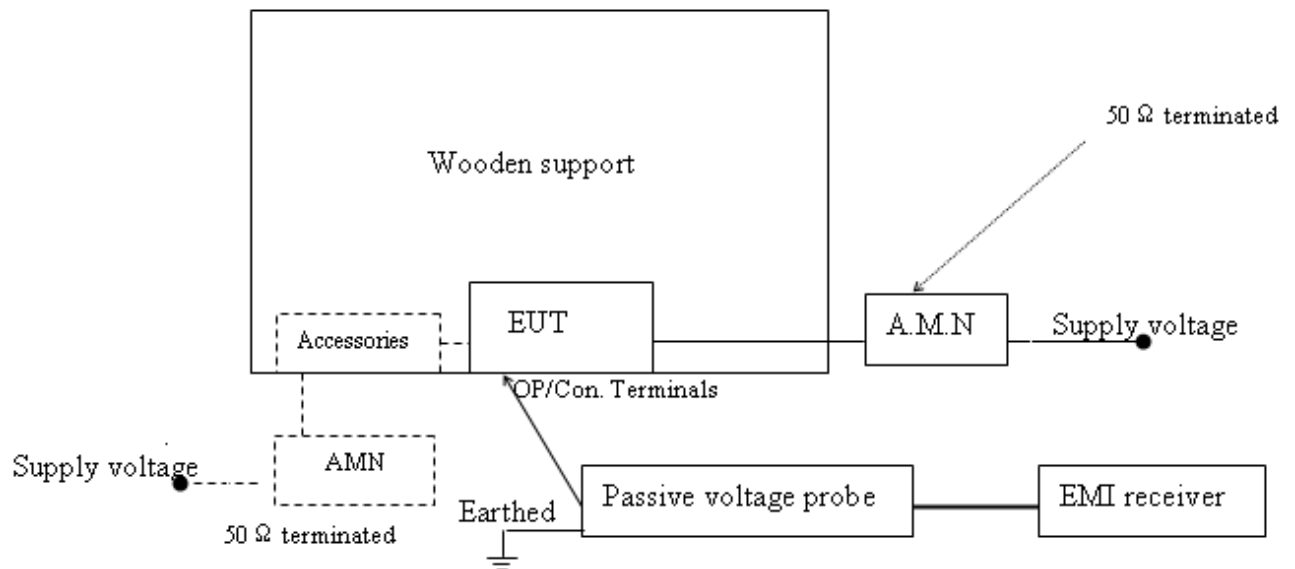 50 Ω terminated
Wooden support
EUT
A.M.N
Supply voltage
Accessories
OP/Con. Terminals
Supply voltage
AMN
Passive voltage probe
EMI receiver
Earthed
50 Ω terminated